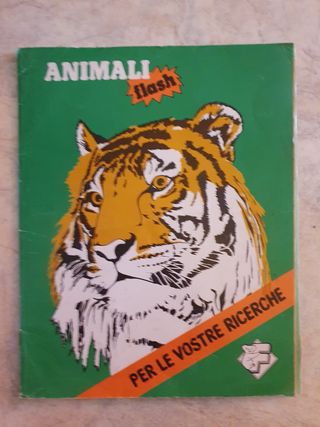 ANIMALI
flash
PER LE VOSTRE RICERCHE
F